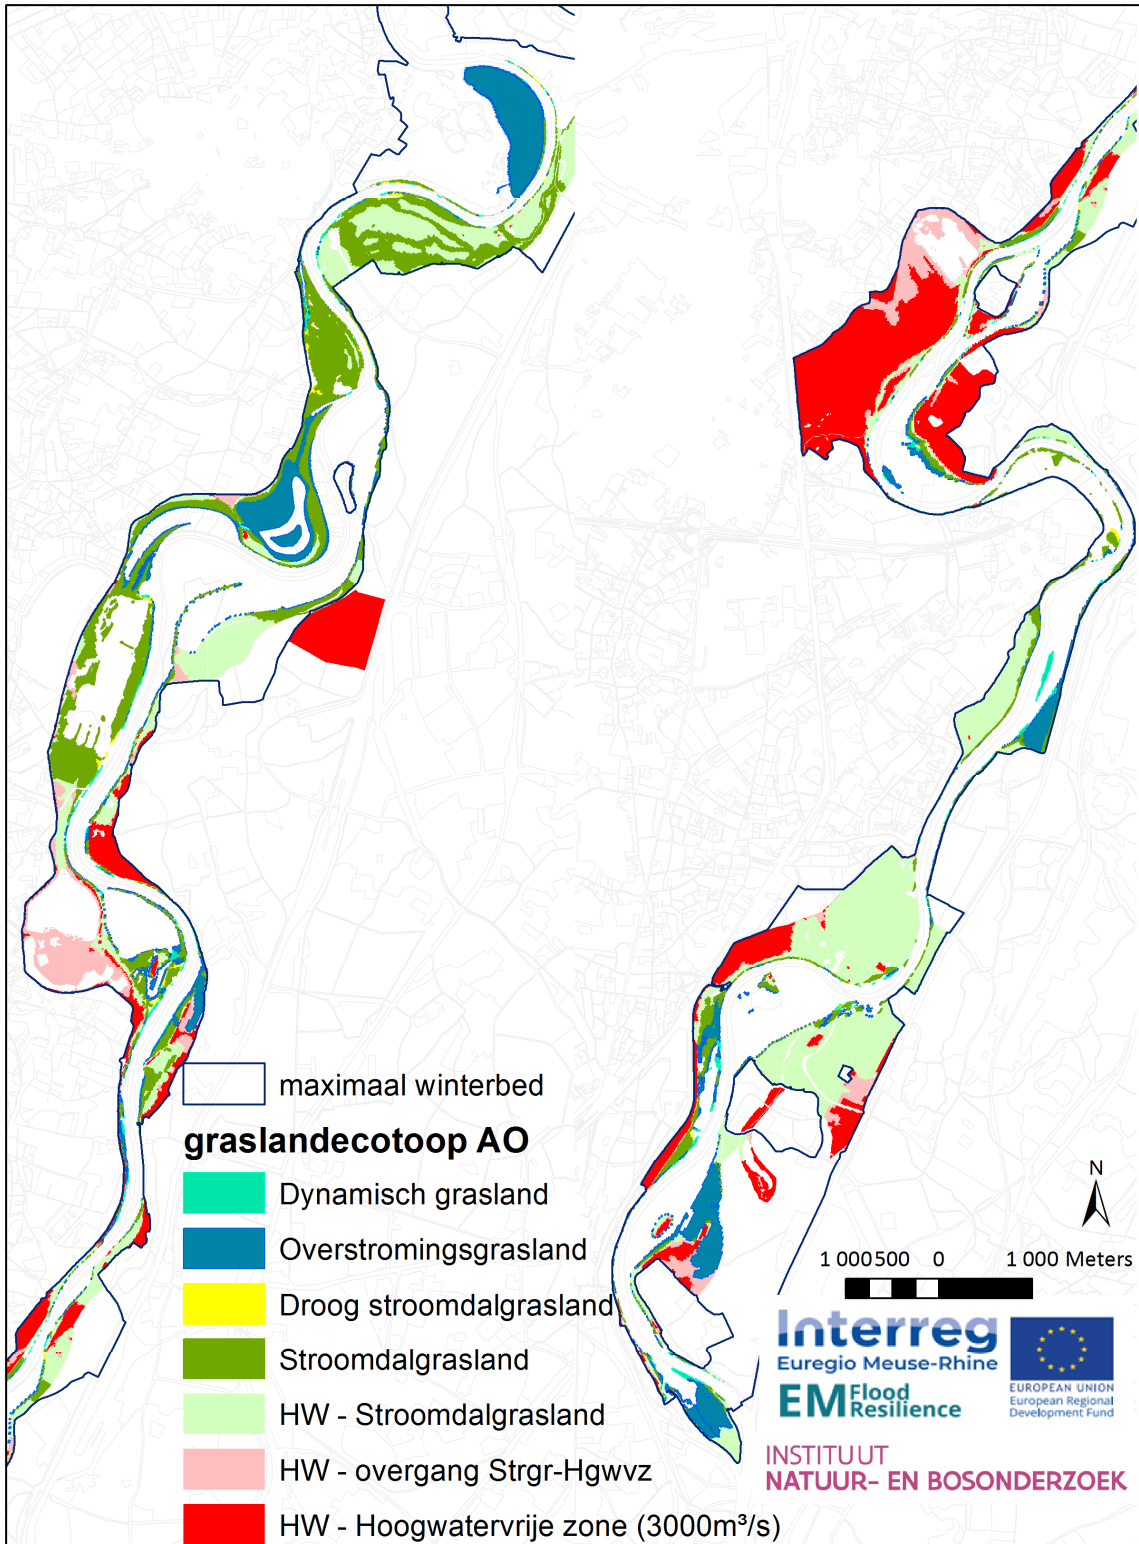 maximaal winterbed
graslandecotoop AO
Dynamisch grasland
Overstromingsgrasland
Droog stroomdalgrasland
Stroomdalgrasland
HW - Stroomdalgrasland
HW - overgang Strgr-Hgwvz
HW - Hoogwatervrije zone (3000m³/s)
N
1 000500 0 1 000 Meters
Interreg
Euregio Meuse-Rhine
EM Flood Resilience
EUROPEAN UNION
European Regional
Development Fund
INSTITUUT
NATUUR- EN BOSONDERZOEK